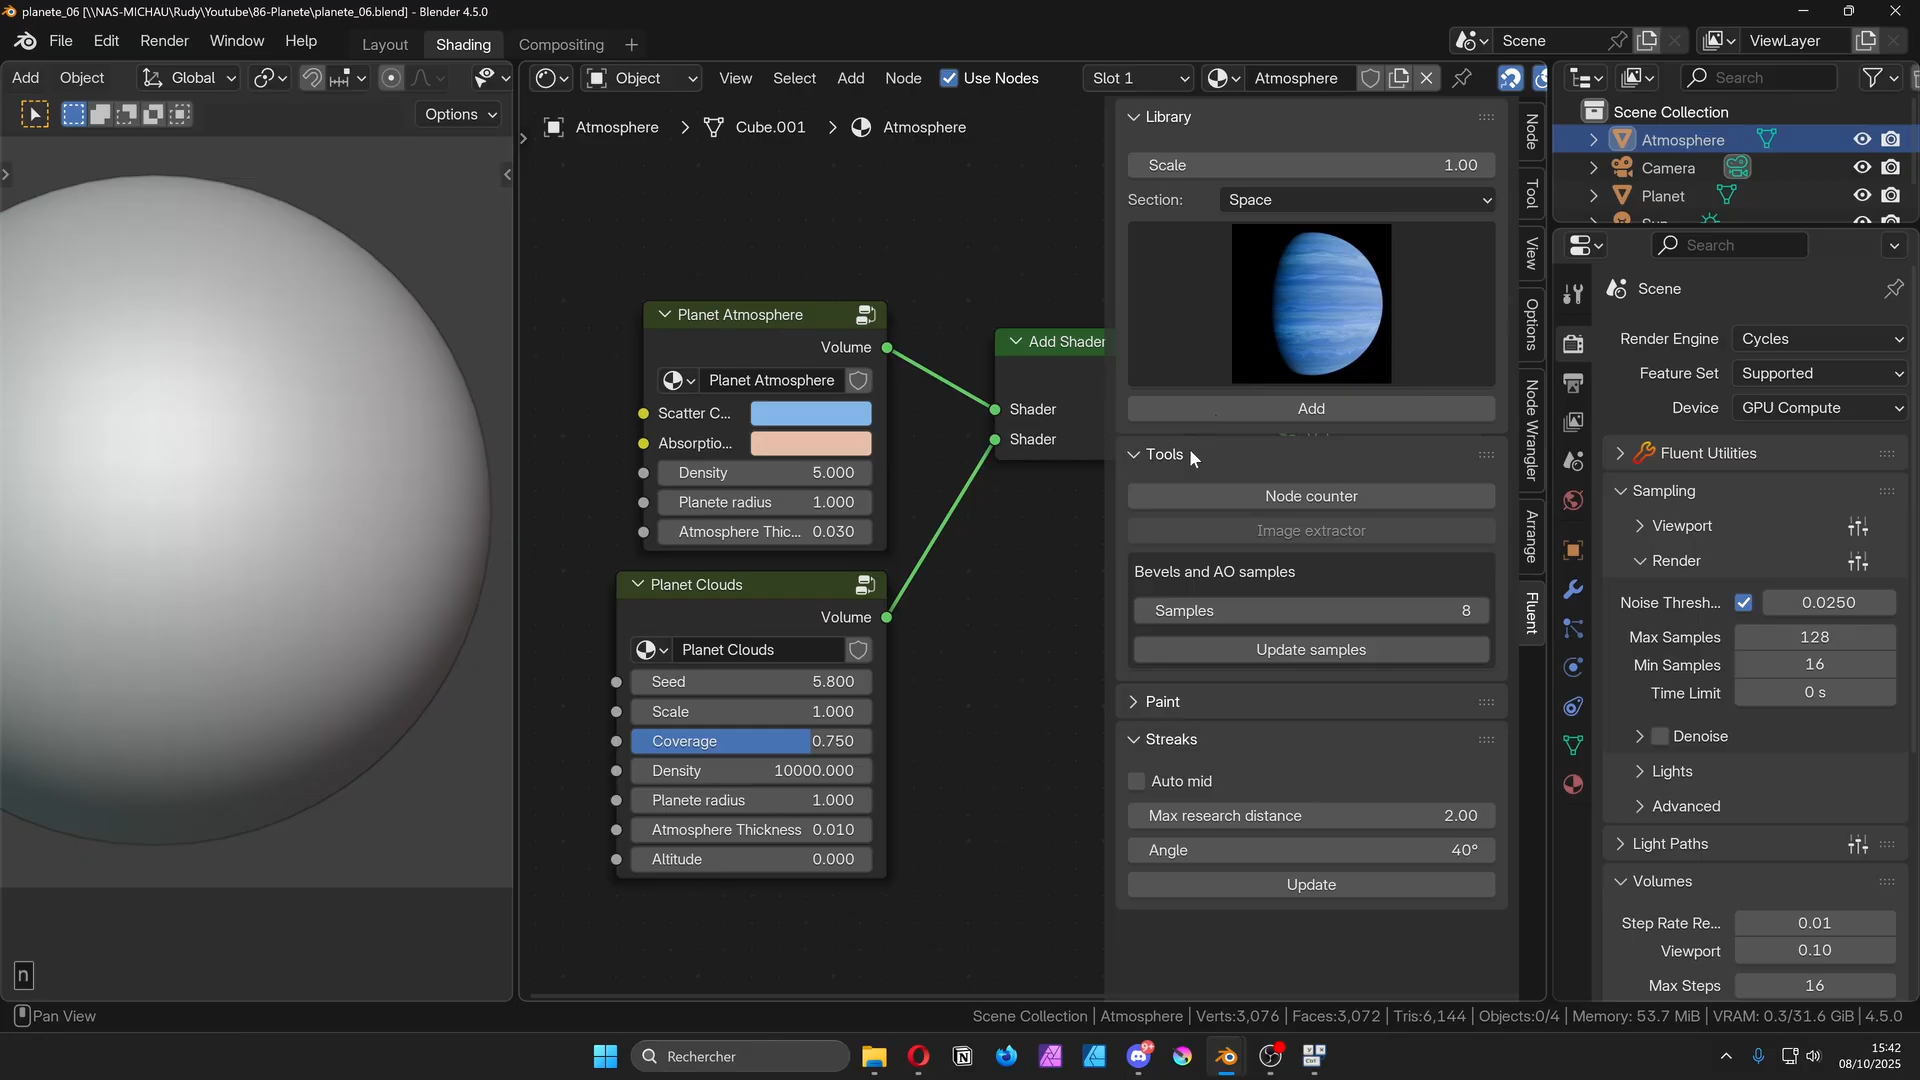 planete_06 [\\NAS-MICHAU\Rudy\Youtube\86-Planete\planete_06.blend] - Blender 4.5.0
File Edit Render Window Help Layout Shading Compositing + Scene ViewLayer
Add Object Global
Options
Object View Select Add Node Use Nodes Slot 1 Atmosphere
Atmosphere > Cube.001 > Atmosphere
Planet Atmosphere
Volume
Planet Atmosphere
Scatter C...
Absorptio...
Density 5.000
Planete radius 1.000
Atmosphere Thic... 0.030
Planet Clouds
Volume
Planet Clouds
Seed 5.800
Scale 1.000
Coverage 0.750
Density 10000.000
Planete radius 1.000
Atmosphere Thickness 0.010
Altitude 0.000
Add Shader
Shader
Shader
Library
Scale 1.00
Section: Space
Add
Tools
Node counter
Image extractor
Bevels and AO samples
Samples 8
Update samples
Paint
Streaks
Auto mid
Max research distance 2.00
Angle 40°
Update
Node
Tool
View
Options
Node Wrangler
Arrange
Fluent
Search
Scene Collection
Atmosphere
Camera
Planet
Search
Scene
Render Engine Cycles
Feature Set Supported
Device GPU Compute
Fluent Utilities
Sampling
Viewport
Render
Noise Thresh... 0.0250
Max Samples 128
Min Samples 16
Time Limit 0 s
Denoise
Lights
Advanced
Light Paths
Volumes
Step Rate Re... 0.01
Viewport 0.10
Max Steps 16
n
Pan View
Scene Collection | Atmosphere | Verts:3,076 | Faces:3,072 | Tris:6,144 | Objects:0/4 | Memory: 53.7 MiB | VRAM: 0.3/31.6 GiB | 4.5.0
Rechercher
9+
15:42
08/10/2025